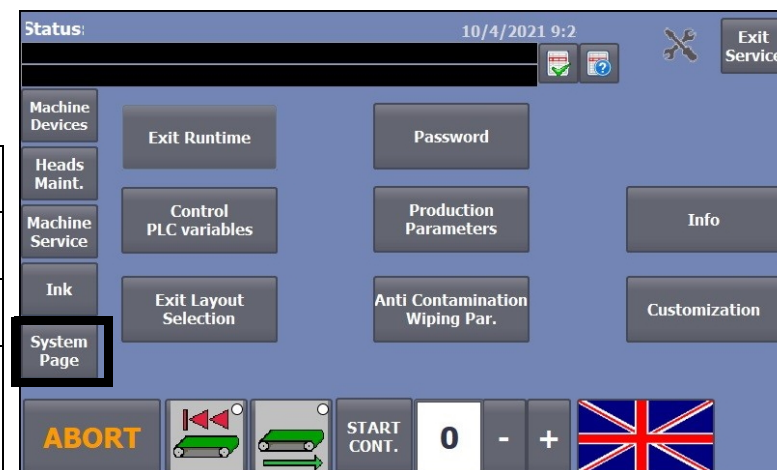 Status:
10/4/2021 9:2
Exit
Service
Machine
Devices
Heads
Maint.
Machine
Service
Ink
System
Page
Exit Runtime
Password
Control
PLC variables
Production
Parameters
Info
Exit Layout
Selection
Anti Contamination
Wiping Par.
Customization
ABORT
START
CONT.
0
-
+